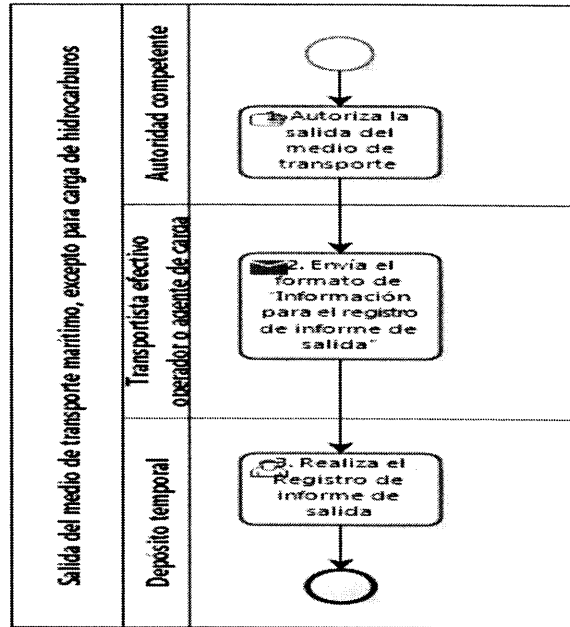 Salida del medio de transporte marítimo, excepto para carga de hidrocarburos
Autoridad competente
1. Autoriza la
salida del
medio de
transporte
Transportista efectivo
operador o agente de carga
2. Envía el
formato de
"Información
para el registro
de informe de
salida"
Depósito temporal
3. Realiza el
Registro de
informe de
salida